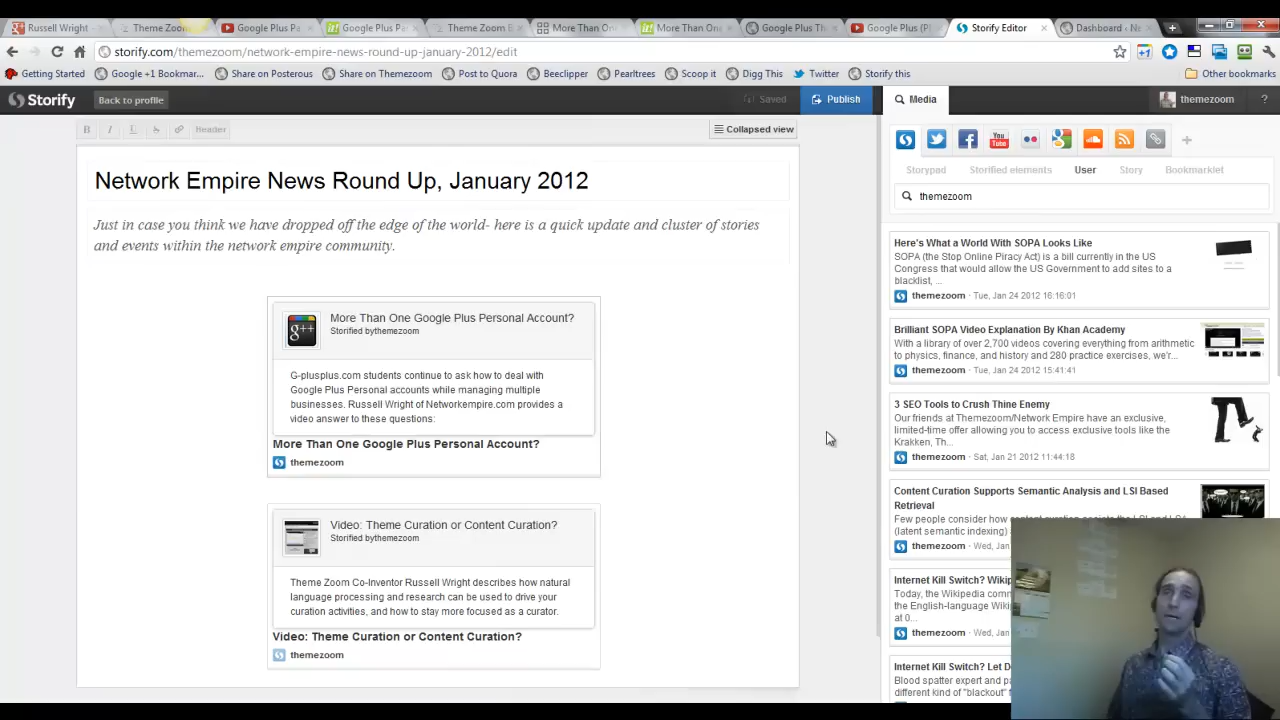 Russell Wright -
Theme Zoo
Google Plus Pe
Google Plus Pe
Theme Zoom B
More Than One
More Than One
Google Plus Th
Google Plus (P
Storify Editor
Dashboard ‹ Ne
storify.com/themezoom/network-empire-news-round-up-january-2012/edit
Getting Started
Google +1 Bookmar...
Share on Posterous
Share on Themezoom
Post to Quora
Beeclipper
Pearltrees
Scoop it
Digg This
Twitter
Storify this
Other bookmarks
Storify
Back to profile
Saved
Publish
Media
themezoom
?
B I U S Header
Collapsed view
Network Empire News Round Up, January 2012
Just in case you think we have dropped off the edge of the world- here is a quick update and cluster of stories
and events within the network empire community.
g++
More Than One Google Plus Personal Account?
Storified bythemezoom
G-plusplus.com students continue to ask how to deal with
Google Plus Personal accounts while managing multiple
businesses. Russell Wright of Networkempire.com provides a
video answer to these questions:
More Than One Google Plus Personal Account?
themezoom
Video: Theme Curation or Content Curation?
Storified bythemezoom
Theme Zoom Co-Inventor Russell Wright describes how natural
language processing and research can be used to drive your
curation activities, and how to stay more focused as a curator.
Video: Theme Curation or Content Curation?
themezoom
You Tube
Storypad
Storified elements
User
Story
Bookmarklet
themezoom
Here's What a World With SOPA Looks Like
SOPA (the Stop Online Piracy Act) is a bill currently in the
US Congress that would allow the US Government to add sites to a
blacklist, ...
themezoom · Tue, Jan 24 2012 16:16:01
Brilliant SOPA Video Explanation By Khan Academy
With a library of over 2,700 videos covering everything from arithmetic
to physics, finance, and history and 280 practice exercises, we'r...
themezoom · Tue, Jan 24 2012 15:41:41
3 SEO Tools to Crush Thine Enemy
Our friends at Themezoom/Network Empire have an exclusive,
limited-time offer allowing you to access exclusive tools like the
Krakken, Th...
themezoom · Sat, Jan 21 2012 11:44:18
Content Curation Supports Semantic Analysis and LSI Based
Retrieval
Few people consider how
(latent semantic indexing)
themezoom · Wed, Jan
Internet Kill Switch? Wikip
Today, the Wikipedia comm
the English-language Wiki
at 0...
themezoom · Wed, Jan
Internet Kill Switch? Let D
Blood spatter expert and pa
different kind of "blackout" f